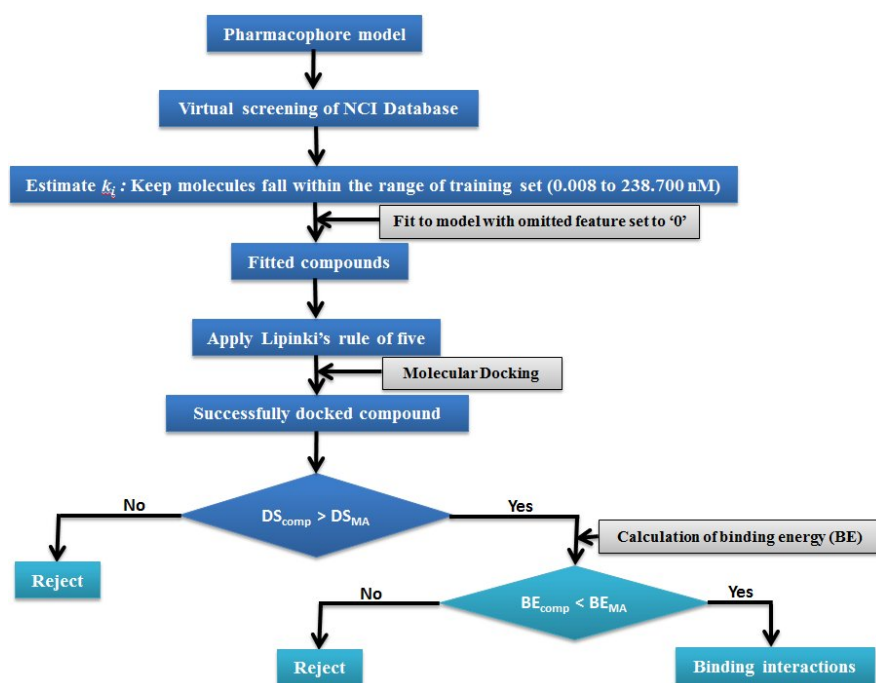 Pharmacophore model
Virtual screening of NCI Database
Estimate ki : Keep molecules fall within the range of training set (0.008 to 238.700 nM)
Fit to model with omitted feature set to ‘0’
Fitted compounds
Apply Lipinki’s rule of five
Molecular Docking
Successfully docked compound
No
DScomp > DSMA
Yes
Calculation of binding energy (BE)
Reject
No
BEcomp < BEMA
Yes
Reject
Binding interactions